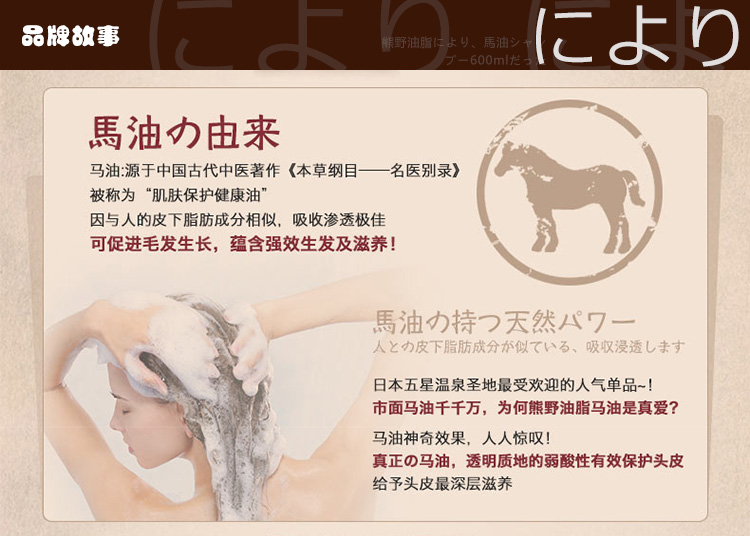 品牌故事
により
により
熊野油脂により、馬油シャン
プー600mlだっ
馬油の由来
马油:源于中国古代中医著作《本草纲目——名医别录》
被称为“肌肤保护健康油”
因与人的皮下脂肪成分相似，吸收渗透极佳
可促进毛发生长，蕴含强效生发及滋养！
馬油の持つ天然パワー
人との皮下脂肪成分が似ている、吸収浸透します
日本五星温泉圣地最受欢迎的人气单品~！
市面马油千千万，为何熊野油脂马油是真爱？
马油神奇效果，人人惊叹！
真正の马油，透明质地的弱酸性有效保护头皮
给予头皮最深层滋养